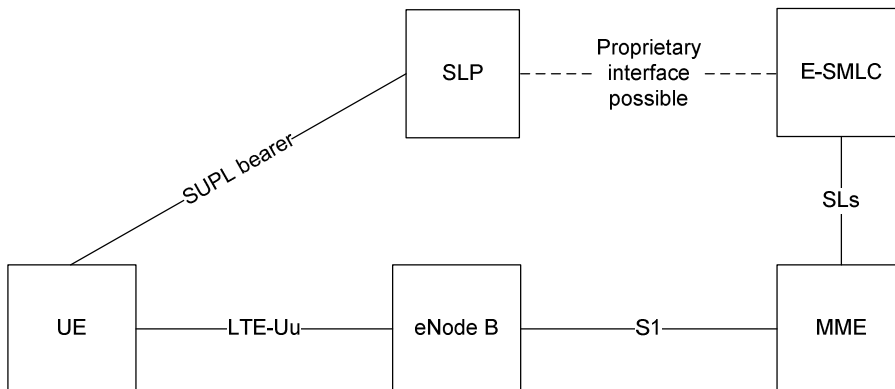 SLP
Proprietary
interface
possible
E-SMLC
SUPL bearer
SLs
UE
LTE-Uu
eNode B
S1
MME